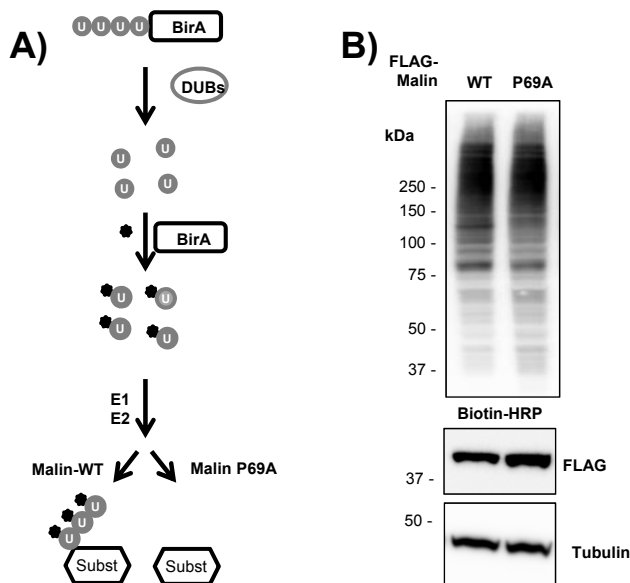 A)
U U U U BirA
DUBs
U U
U U
BirA
U U
U U
E1
E2
Malin-WT Malin P69A
U
U
U
Subst Subst
B)
FLAG-
Malin WT P69A
kDa
250 -
150 -
100 -
75 -
50 -
37 -
Biotin-HRP
FLAG
37 -
50 -
Tubulin